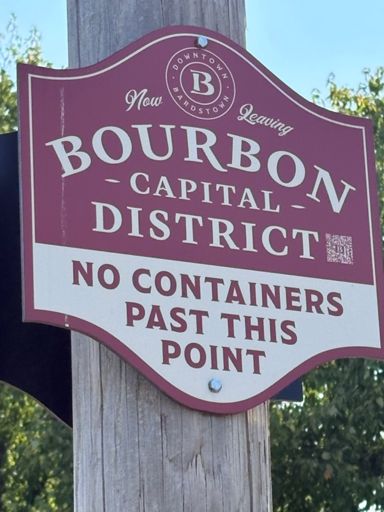 DOWNTOWN
B
BARDSTOWN
Now Leaving
BOURBON
- CAPITAL -
DISTRICT
NO CONTAINERS
PAST THIS
POINT